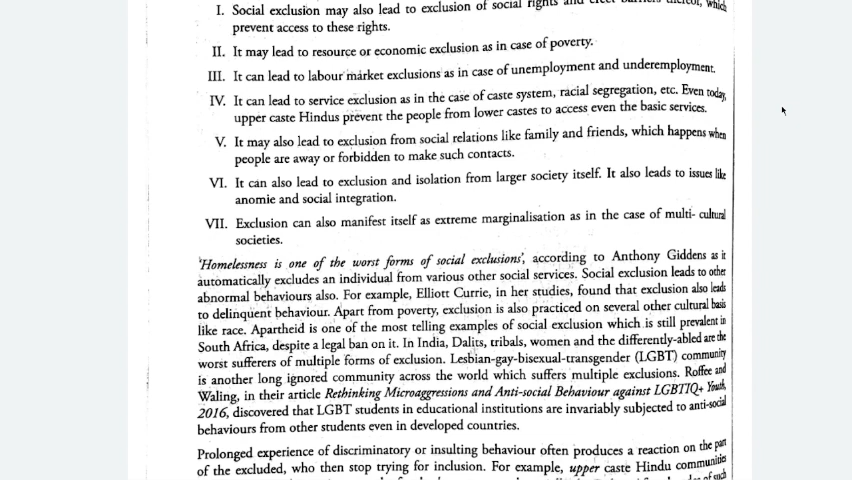 I. Social exclusion may also lead to exclusion of social rights and erect barriers thereof, which
prevent access to these rights.
II. It may lead to resource or economic exclusion as in case of poverty.
III. It can lead to labour market exclusions as in case of unemployment and underemployment.
IV. It can lead to service exclusion as in the case of caste system, racial segregation, etc. Even today,
upper caste Hindus prevent the people from lower castes to access even the basic services.
V. It may also lead to exclusion from social relations like family and friends, which happens when
people are away or forbidden to make such contacts.
VI. It can also lead to exclusion and isolation from larger society itself. It also leads to issues like
anomie and social integration.
VII. Exclusion can also manifest itself as extreme marginalisation as in the case of multi- cultural
societies.
'Homelessness is one of the worst forms of social exclusions', according to Anthony Giddens as it
automatically excludes an individual from various other social services. Social exclusion leads to other
abnormal behaviours also. For example, Elliott Currie, in her studies, found that exclusion also leads
to delinquent behaviour. Apart from poverty, exclusion is also practiced on several other cultural basis
like race. Apartheid is one of the most telling examples of social exclusion which is still prevalent in
South Africa, despite a legal ban on it. In India, Dalits, tribals, women and the differently-abled are the
worst sufferers of multiple forms of exclusion. Lesbian-gay-bisexual-transgender (LGBT) community
is another long ignored community across the world which suffers multiple exclusions. Roffee and
Waling, in their article Rethinking Microaggressions and Anti-social Behaviour against LGBTIQ+ Youth,
2016, discovered that LGBT students in educational institutions are invariably subjected to anti-social
behaviours from other students even in developed countries.
Prolonged experience of discriminatory or insulting behaviour often produces a reaction on the part
of the excluded, who then stop trying for inclusion. For example, upper caste Hindu communities
of such